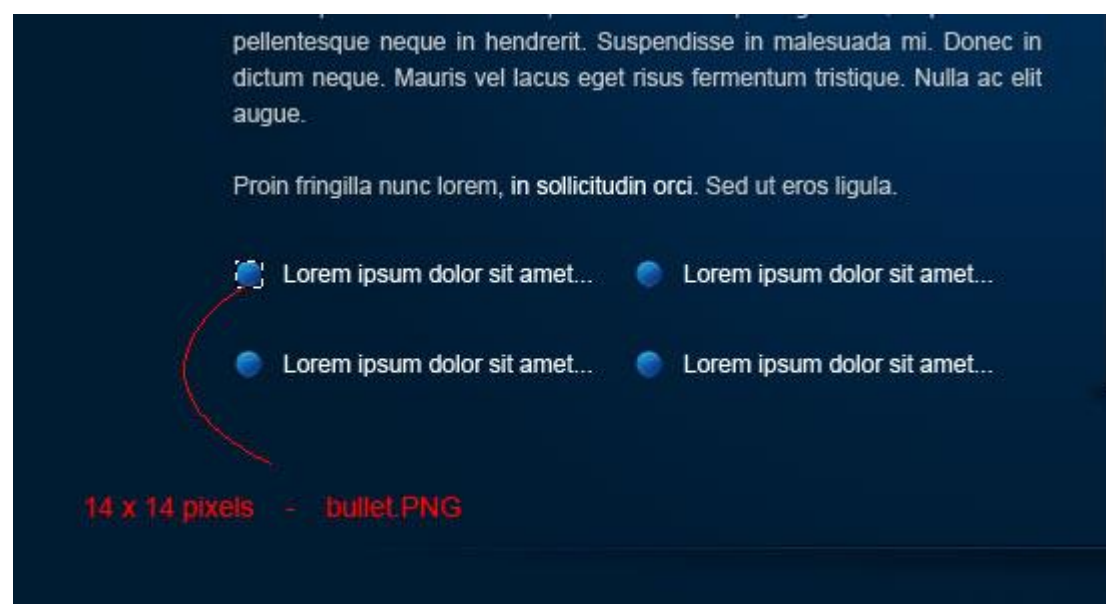 pellentesque neque in hendrerit. Suspendisse in malesuada mi. Donec in
dictum neque. Mauris vel lacus eget risus fermentum tristique. Nulla ac elit
augue.
Proin fringilla nunc lorem, in sollicitudin orci. Sed ut eros ligula.
Lorem ipsum dolor sit amet... Lorem ipsum dolor sit amet...
Lorem ipsum dolor sit amet... Lorem ipsum dolor sit amet...
14 x 14 pixels - bullet.PNG